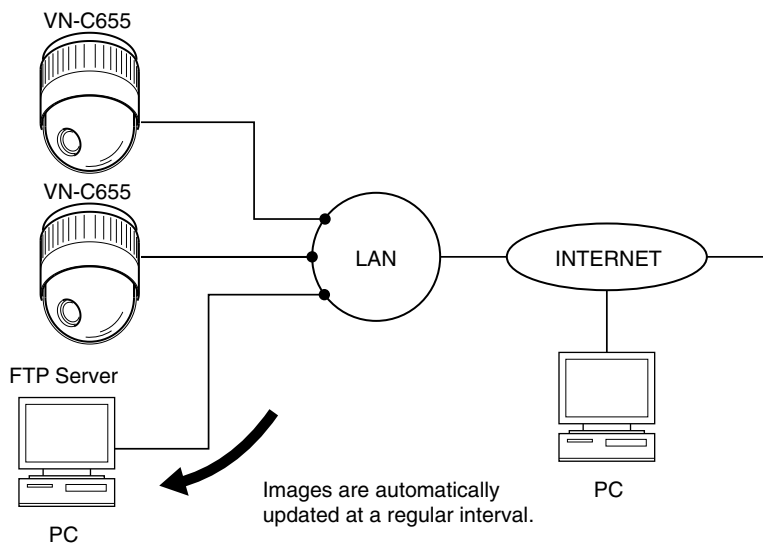 VN-C655
VN-C655
LAN
INTERNET
FTP Server
Images are automatically
updated at a regular interval.
PC
PC